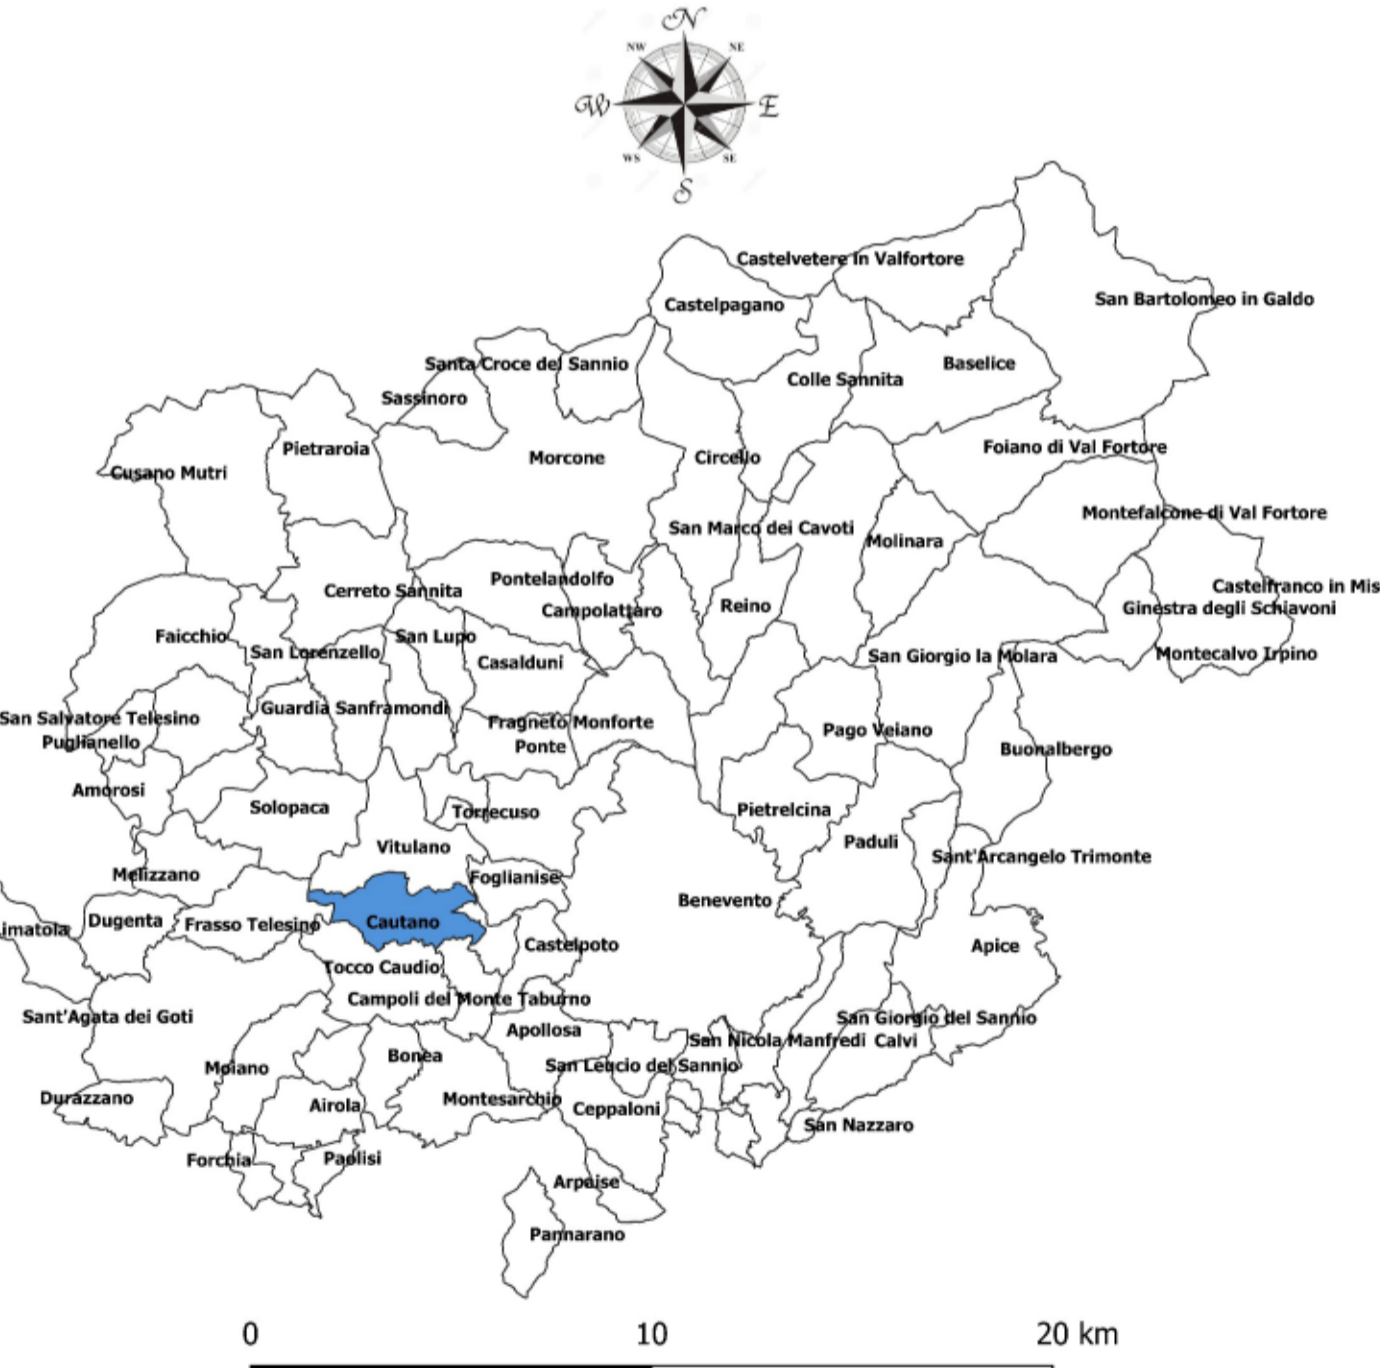 N
NW
NE
W
E
WS
SE
S
Castelvetere in Valfortore
San Bartolomeo in Galdo
Castelpagano
Santa Croce del Sannio
Baselice
Colle Sannita
Sassinoro
Pietraroia
Foiano di Val Fortore
Morcone
Circello
Cusano Mutri
Montefalcone di Val Fortore
San Marco dei Cavoti
Molinara
Pontelandolfo
Castelfranco in Mis
Cerreto Sannita
Reino
Ginestra degli Schiavoni
Campolattaro
Faicchio
San Lupo
San Lorenzello
Montecalvo Irpino
San Giorgio la Molara
Casalduni
Guardia Sanframondi
San Salvatore Telesino
Fragneto Monforte
Pago Veiano
Puglianello
Ponte
Buonalbergo
Amorosi
Solopaca
Pietrelcina
Torrecuso
Paduli
Vitulano
Sant'Arcangelo Trimonte
Melizzano
Foglianise
Benevento
Dugenta
Cautano
Frasso Telesino
imatola
Castelpoto
Apice
Tocco Caudio
Campoli del Monte Taburno
Sant'Agata dei Goti
San Giorgio del Sannio
Apollosa
San Nicola Manfredi
Calvi
Bonea
San Leucio del Sannio
Moiano
Durazzano
Montesarchio
Airola
Ceppaloni
San Nazzaro
Forchia
Paolisi
Arpaise
Pannarano
0
10
20 km